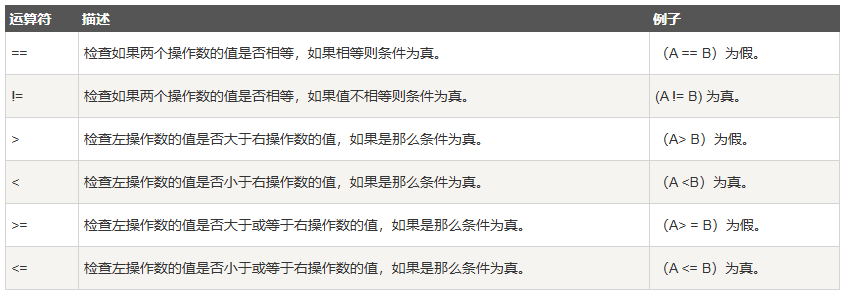 运算符 描述 例子
== 检查如果两个操作数的值是否相等，如果相等则条件为真。 （A == B）为假。
!= 检查如果两个操作数的值是否相等，如果值不相等则条件为真。 (A != B) 为真。
> 检查左操作数的值是否大于右操作数的值，如果是那么条件为真。 （A> B）为假。
< 检查左操作数的值是否小于右操作数的值，如果是那么条件为真。 （A <B）为真。
>= 检查左操作数的值是否大于或等于右操作数的值，如果是那么条件为真。 （A> = B）为假。
<= 检查左操作数的值是否小于或等于右操作数的值，如果是那么条件为真。 （A <= B）为真。